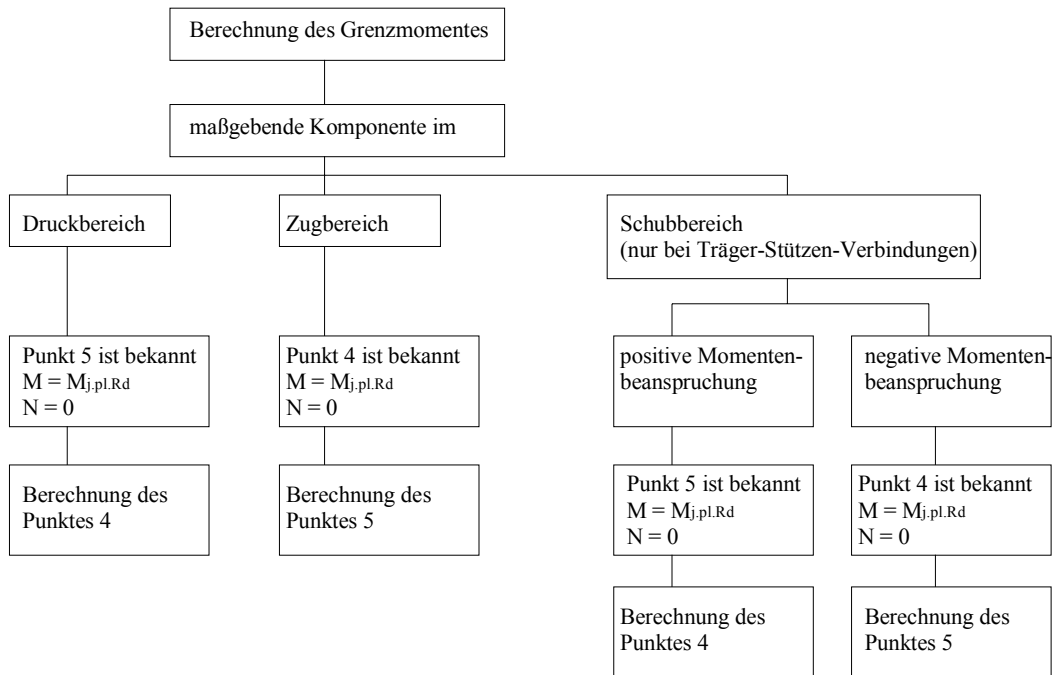 Berechnung des Grenzmomentes
maßgebende Komponente im
Druckbereich
Zugbereich
Schubbereich
(nur bei Träger-Stützen-Verbindungen)
Punkt 5 ist bekannt
M = Mj.pl.Rd
N = 0
Punkt 4 ist bekannt
M = Mj.pl.Rd
N = 0
positive Momenten-
beanspruchung
negative Momenten-
beanspruchung
Berechnung des
Punktes 4
Berechnung des
Punktes 5
Punkt 5 ist bekannt
M = Mj.pl.Rd
N = 0
Punkt 4 ist bekannt
M = Mj.pl.Rd
N = 0
Berechnung des
Punktes 4
Berechnung des
Punktes 5